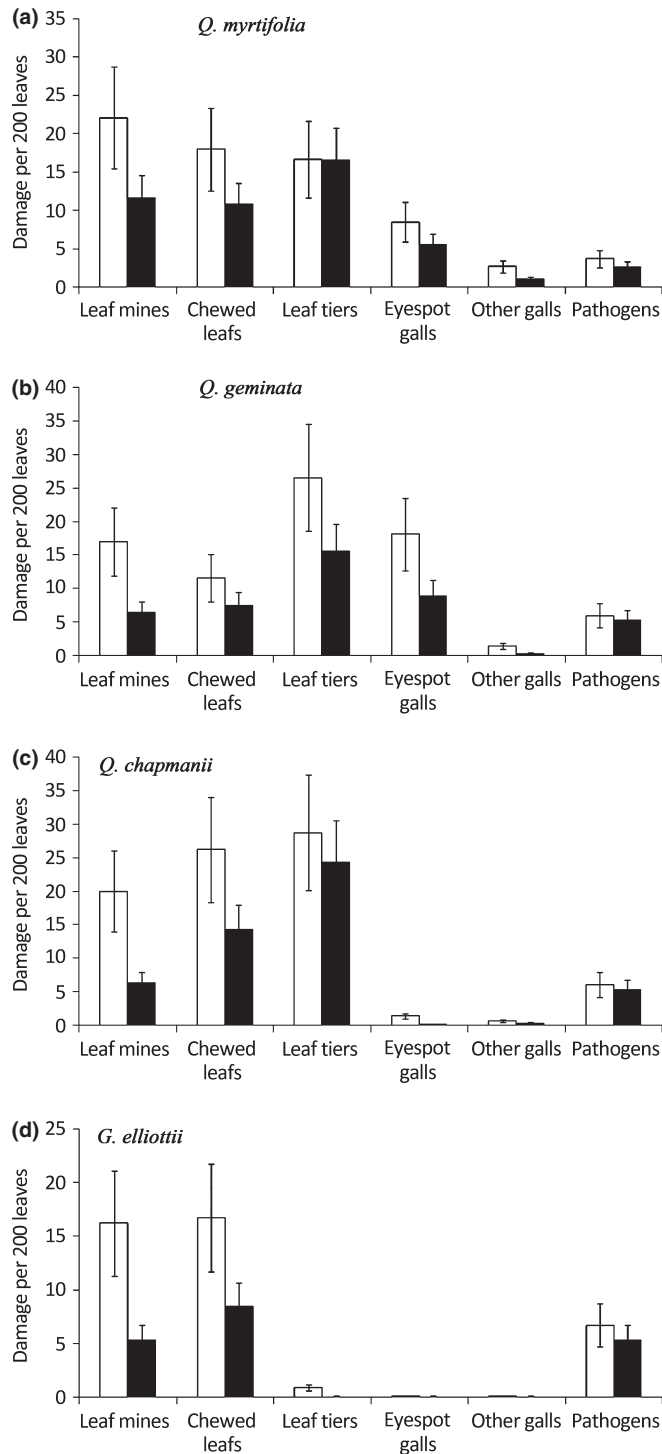 (a)
Q. myrtifolia
Damage per 200 leaves
35
30
25
20
15
10
5
0
Leaf mines
Chewed
leafs
Leaf tiers
Eyespot
galls
Other galls
Pathogens
(b)
Q. geminata
Damage per 200 leaves
40
35
30
25
20
15
10
5
0
Leaf mines
Chewed
leafs
Leaf tiers
Eyespot
galls
Other galls
Pathogens
(c)
Q. chapmanii
Damage per 200 leaves
40
35
30
25
20
15
10
5
0
Leaf mines
Chewed
leafs
Leaf tiers
Eyespot
galls
Other galls
Pathogens
(d)
G. elliottii
Damage per 200 leaves
25
20
15
10
5
0
Leaf mines
Chewed
leafs
Leaf tiers
Eyespot
galls
Other galls
Pathogens